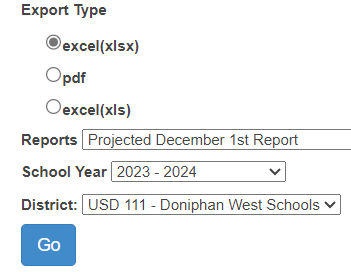 Export Type
excel(xlsx)
pdf
excel(xls)
Reports Projected December 1st Report
School Year 2023 - 2024
District: USD 111 - Doniphan West Schools
Go